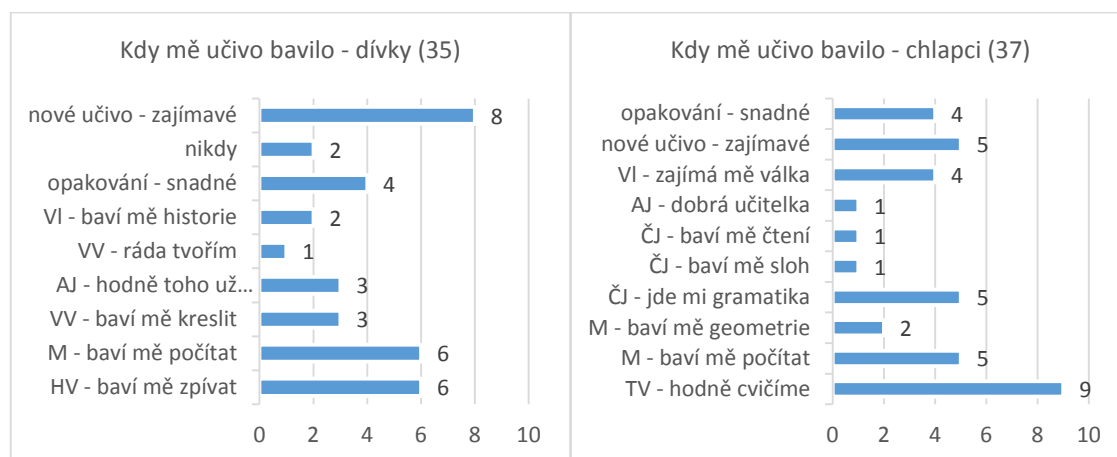 Kdy mě učivo bavilo - dívky (35)
nové učivo - zajímavé 8
nikdy 2
opakování - snadné 4
Vl - baví mě historie 2
VV - ráda tvořím 1
AJ - hodně toho už... 3
VV - baví mě kreslit 3
M - baví mě počítat 6
HV - baví mě zpívat 6
0 2 4 6 8 10
Kdy mě učivo bavilo - chlapci (37)
opakování - snadné 4
nové učivo - zajímavé 5
Vl - zajímá mě válka 4
AJ - dobrá učitelka 1
ČJ - baví mě čtení 1
ČJ - baví mě sloh 1
ČJ - jde mi gramatika 5
M - baví mě geometrie 2
M - baví mě počítat 5
TV - hodně cvičíme 9
0 2 4 6 8 10